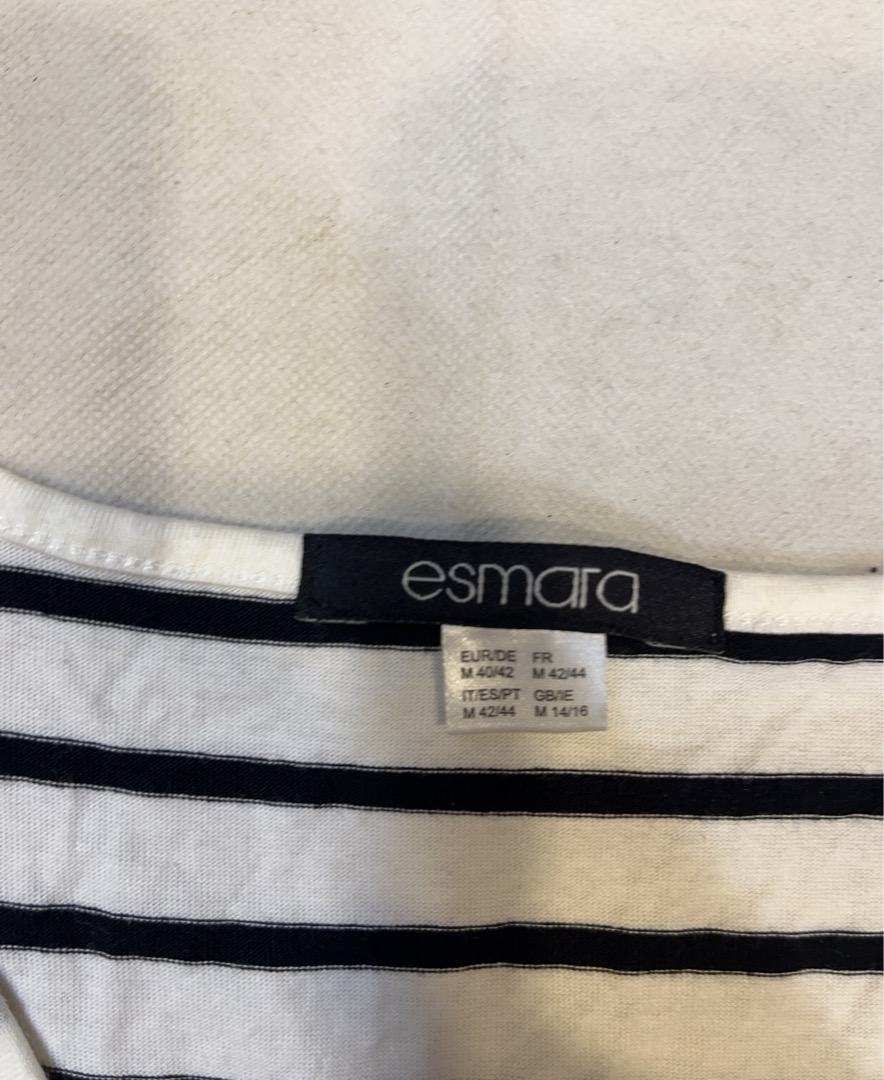 esmara
EUR/DE FR
M 40/42 M 42/44
IT/ES/PT GB/IE
M 42/44 M 14/16